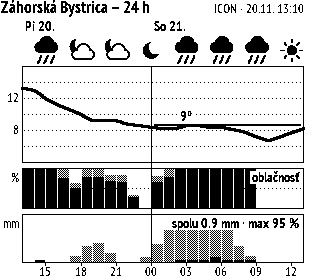 Záhorská Bystrica – 24 h
ICON · 20.11. 13:10
Pi 20.
So 21.
12
9°
8
%
oblačnosť
mm
spolu 0.9 mm · max 95 %
15 18 21 00 03 06 09 12